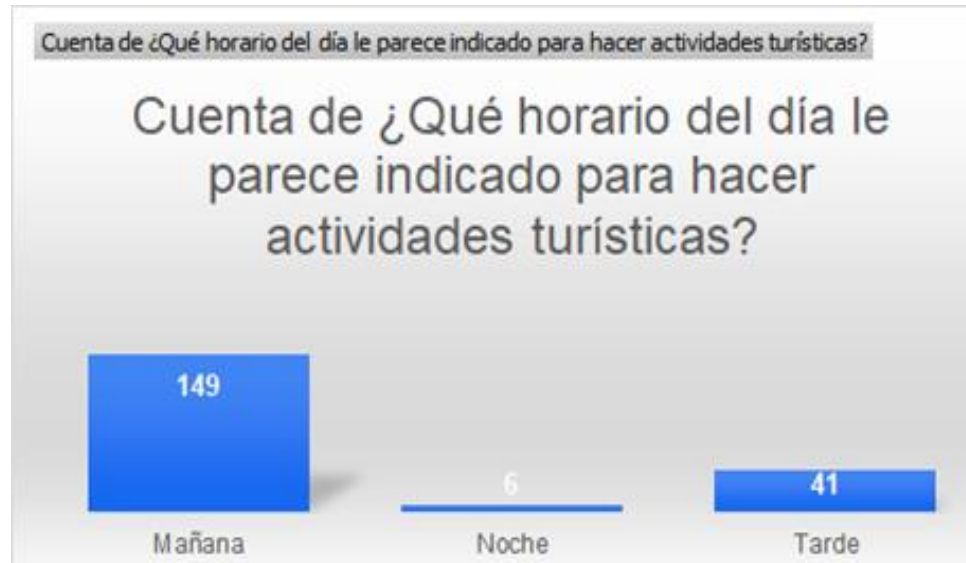 Cuenta de ¿Qué horario del día le parece indicado para hacer actividades turísticas?
Cuenta de ¿Qué horario del día le
parece indicado para hacer
actividades turísticas?
149
6
41
Mañana
Noche
Tarde